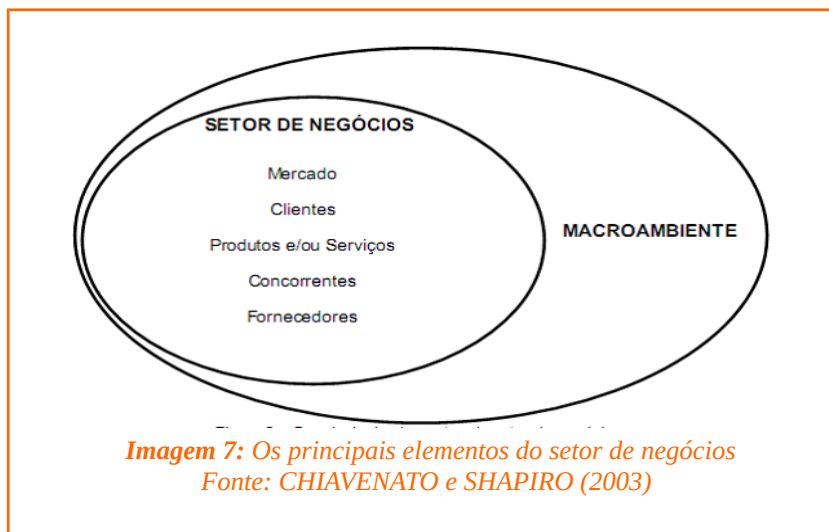 SETOR DE NEGÓCIOS
Mercado
Clientes
Produtos e/ou Serviços
Concorrentes
Fornecedores
MACROAMBIENTE
Imagem 7: Os principais elementos do setor de negócios
Fonte: CHIAVENATO e SHAPIRO (2003)